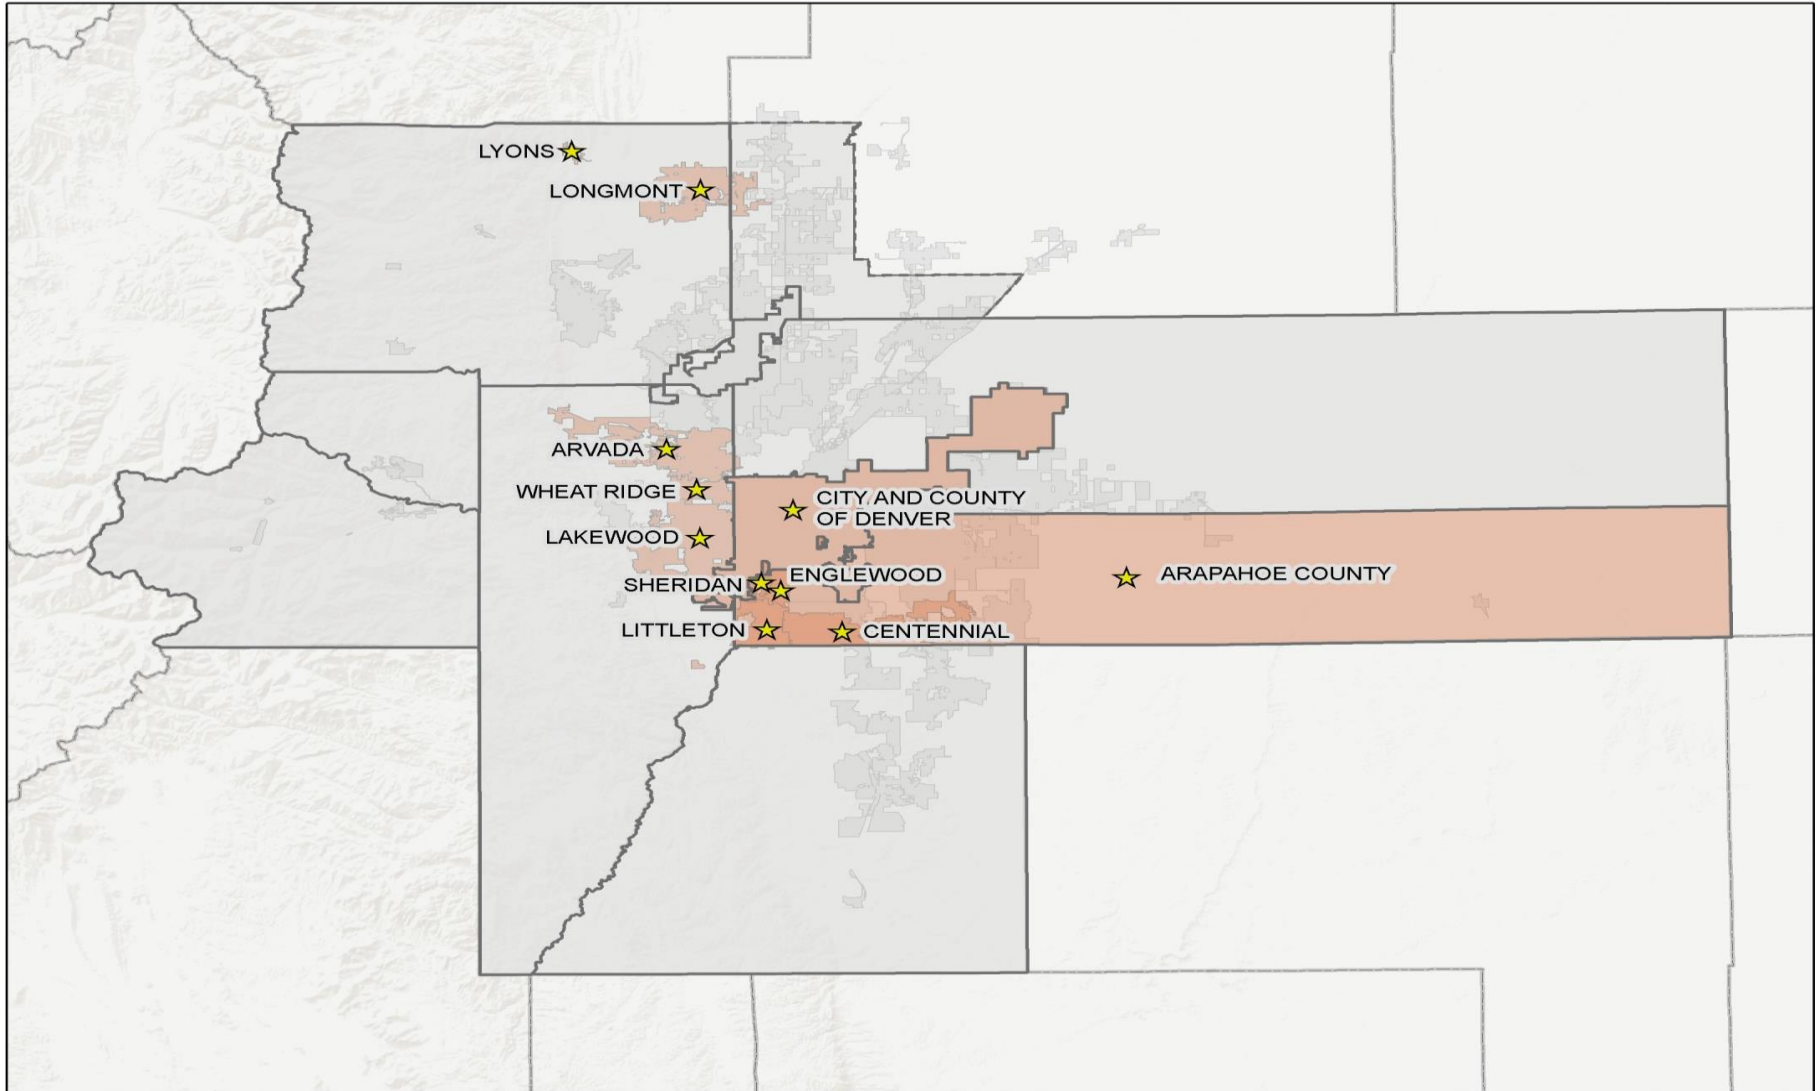 LYONS
LONGMONT
ARVADA
WHEAT RIDGE
CITY AND COUNTY
OF DENVER
LAKEWOOD
SHERIDAN
ENGLEWOOD
ARAPAHOE COUNTY
LITTLETON
CENTENNIAL